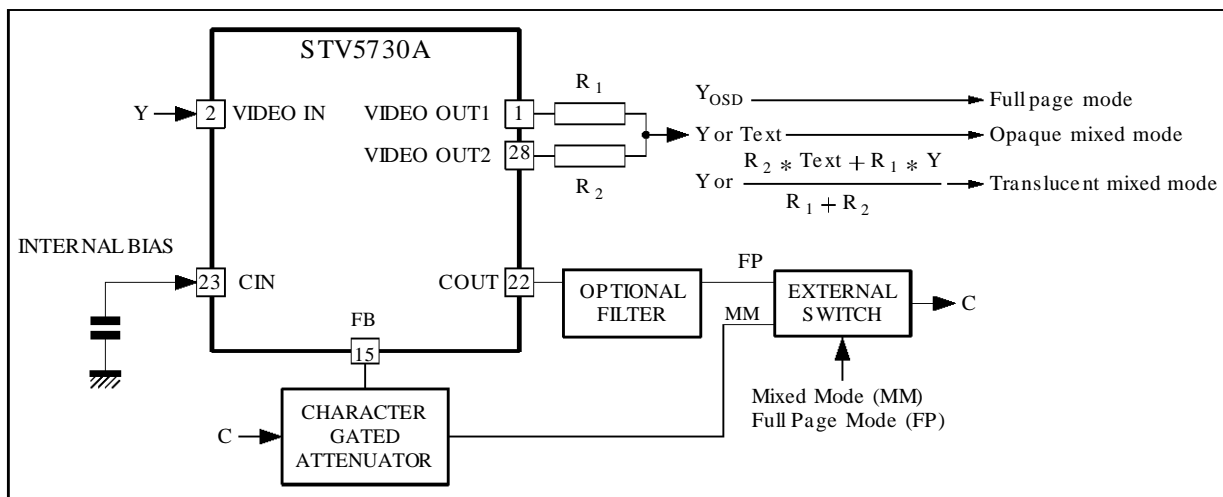 STV5730A
Y
2
VIDEO IN
VIDEO OUT1
1
R1
VIDEO OUT2
28
R2
YOSD
Full page mode
Y or Text
Opaque mixed mode
Y or
R2 * Text + R1 * Y
R1 + R2
Translucent mixed mode
INTERNAL BIAS
23
CIN
COUT
22
OPTIONAL
FILTER
FP
MM
EXTERNAL
SWITCH
C
FB
15
Mixed Mode (MM)
Full Page Mode (FP)
C
CHARACTER
GATED
ATTENUATOR